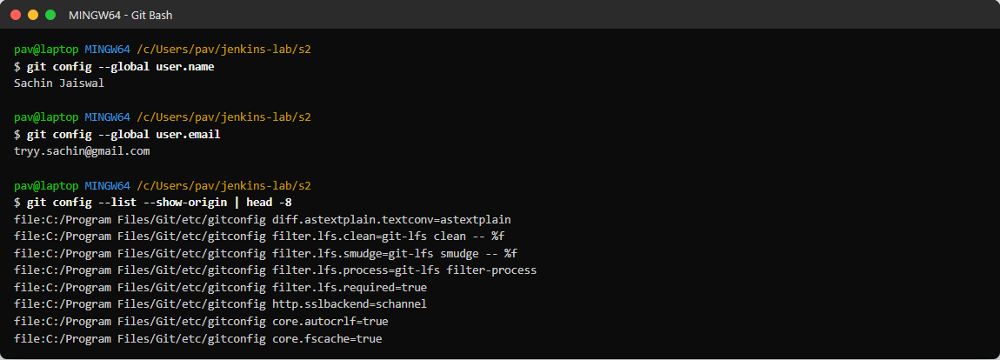 MINGW64 - Git Bash
pav@laptop MINGW64 /c/Users/pav/jenkins-lab/s2
$ git config --global user.name
Sachin Jaiswal
pav@laptop MINGW64 /c/Users/pav/jenkins-lab/s2
$ git config --global user.email
tryy.sachin@gmail.com
pav@laptop MINGW64 /c/Users/pav/jenkins-lab/s2
$ git config --list --show-origin | head -8
file:C:/Program Files/Git/etc/gitconfig diff.astextplain.textconv=astextplain
file:C:/Program Files/Git/etc/gitconfig filter.lfs.clean=git-lfs clean -- %f
file:C:/Program Files/Git/etc/gitconfig filter.lfs.smudge=git-lfs smudge -- %f
file:C:/Program Files/Git/etc/gitconfig filter.lfs.process=git-lfs filter-process
file:C:/Program Files/Git/etc/gitconfig filter.lfs.required=true
file:C:/Program Files/Git/etc/gitconfig http.sslbackend=schannel
file:C:/Program Files/Git/etc/gitconfig core.autocrlf=true
file:C:/Program Files/Git/etc/gitconfig core.fscache=true